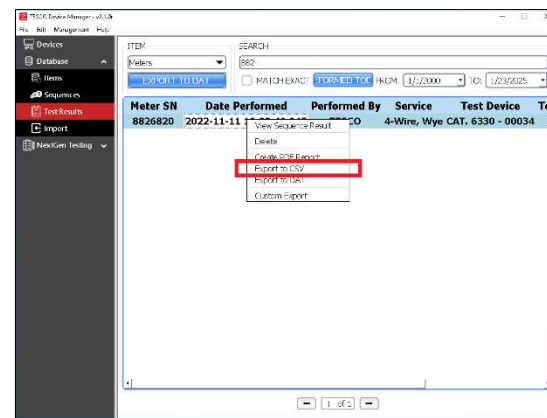 TESCO Device Manager - v2.1.0r
File Edit Management Help
Devices
Database
Items
Sequences
Test Results
Import
NextGen Testing
ITEM
SEARCH
Meters
882
EXPORT TO DAT
MATCH EXACT
FROM 1/1/2000 TO: 1/23/2025
Meter SN Date Performed Performed By Service Test Device
8826820 2022-11-11 4-Wire, Wye CAT. 6330 - 00034
View Sequence Result
Delete
Create PDF Report
Export to CSV
Export to DAT
Custom Export
1 of 1